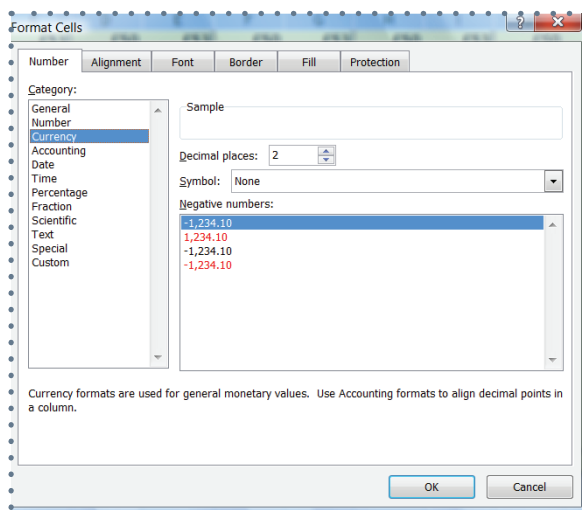 Format Cells
Number Alignment Font Border Fill Protection
Category:
General
Number
Currency
Accounting
Date
Time
Percentage
Fraction
Scientific
Text
Special
Custom
Sample
Decimal places: 2
Symbol: None
Negative numbers:
-1,234.10
1,234.10
-1,234.10
-1,234.10
Currency formats are used for general monetary values. Use Accounting formats to align decimal points in
a column.
OK Cancel